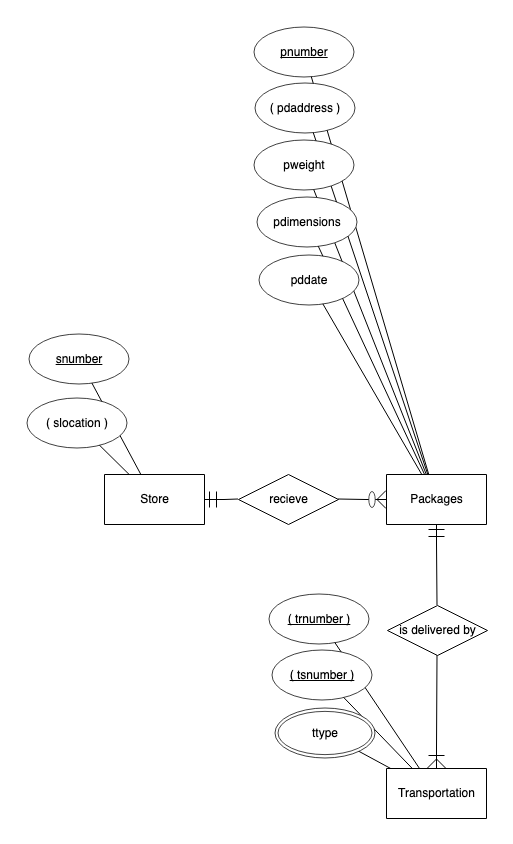 pnumber
( pdaddress )
pweight
pdimensions
pddate
snumber
( slocation )
Store
recieve
Packages
( trnumber )
is delivered by
( tsnumber )
ttype
Transportation